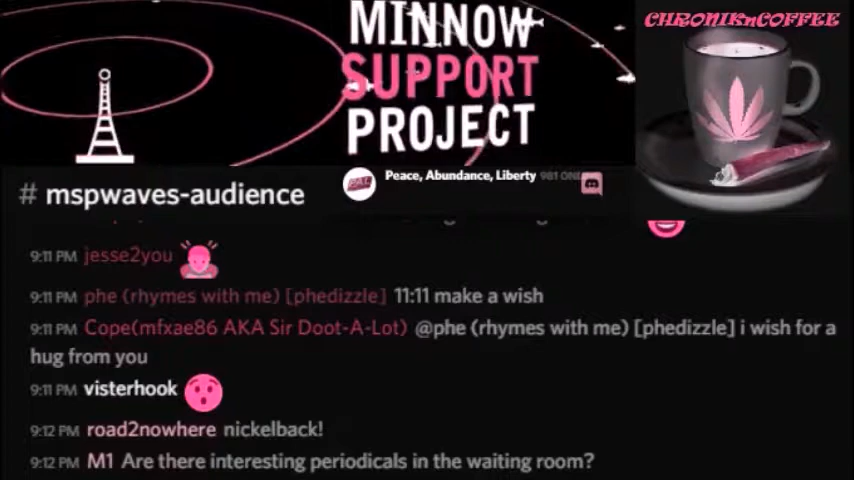 MINNOW
SUPPORT
PROJECT
CHRONIKnCOFFEE
# mspwaves-audience
Peace, Abundance, Liberty
9:11 PM jesse2you
9:11 PM phe (rhymes with me) [phedizzle] 11:11 make a wish
9:11 PM Cope(mfxae86 AKA Sir Doot-A-Lot) @phe (rhymes with me) [phedizzle] i wish for a
hug from you
9:11 PM visterhook
9:12 PM road2nowhere nickelback!
9:12 PM M1 Are there interesting periodicals in the waiting room?